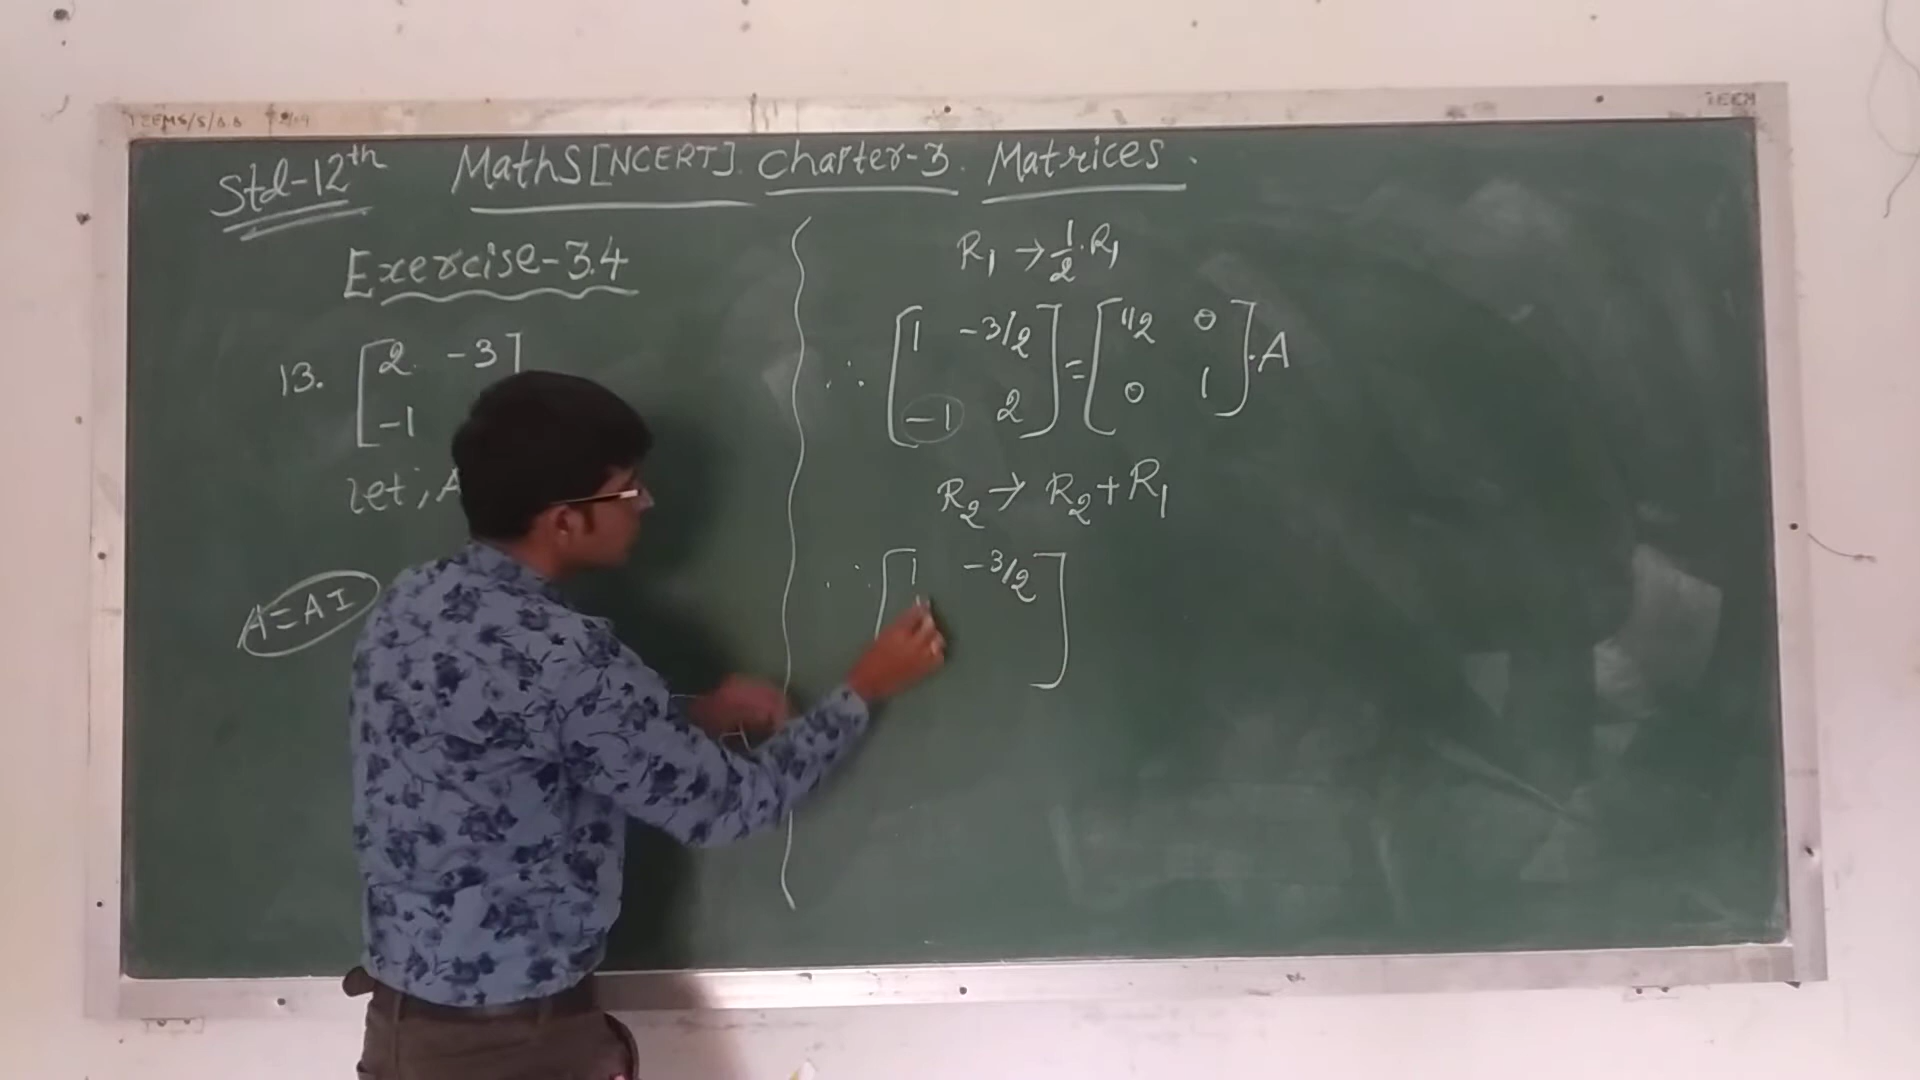 Std-12th MathS[NCERT]. Chapter-3. Matrices.
Exercise-3.4
13. [2 -3]
[-1
let, A
A=AI
R1 → 1/2 · R1
∴ [1 -3/2] = [1/2 0] · A
[-1 2] [0 1]
R2 → R2 + R1
∴ [1 -3/2]